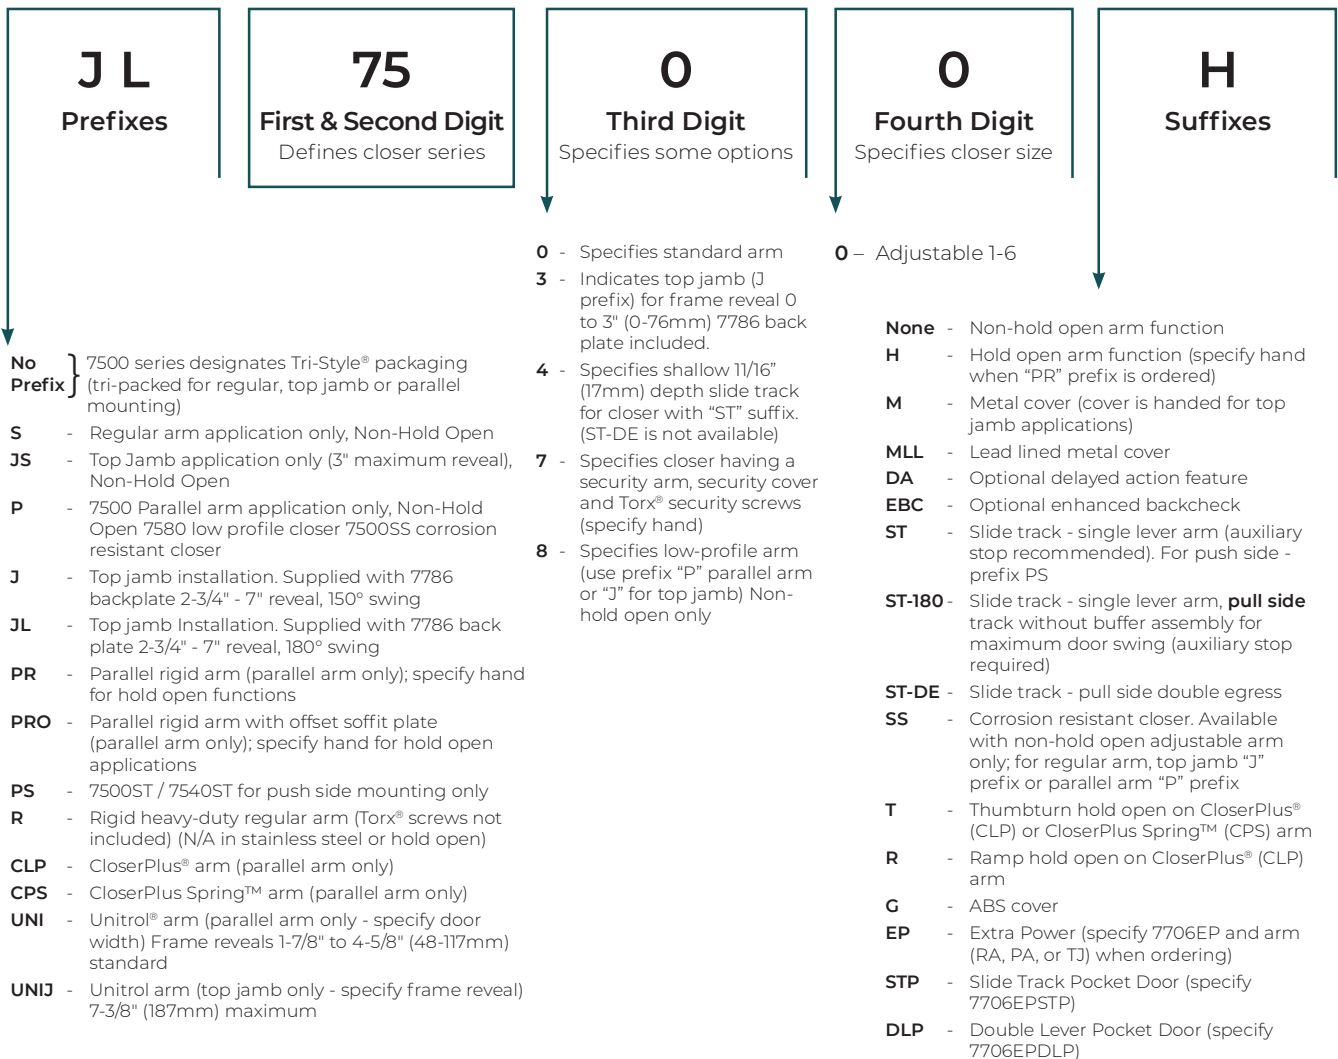 J L
Prefixes
75
First & Second Digit
Defines closer series
0
Third Digit
Specifies some options
0
Fourth Digit
Specifies closer size
H
Suffixes
No
Prefix } 7500 series designates Tri-Style® packaging
(tri-packed for regular, top jamb or parallel
mounting)
S - Regular arm application only, Non-Hold Open
JS - Top Jamb application only (3" maximum reveal),
Non-Hold Open
P - 7500 Parallel arm application only, Non-Hold
Open 7580 low profile closer 7500SS corrosion
resistant closer
J - Top jamb installation. Supplied with 7786
backplate 2-3/4" - 7" reveal, 150° swing
JL - Top jamb Installation. Supplied with 7786 back
plate 2-3/4" - 7" reveal, 180° swing
PR - Parallel rigid arm (parallel arm only); specify hand
for hold open functions
PRO - Parallel rigid arm with offset soffit plate
(parallel arm only); specify hand for hold open
applications
PS - 7500ST / 7540ST for push side mounting only
R - Rigid heavy-duty regular arm (Torx® screws not
included) (N/A in stainless steel or hold open)
CLP - CloserPlus® arm (parallel arm only)
CPS - CloserPlus Spring™ arm (parallel arm only)
UNI - Unitrol® arm (parallel arm only - specify door
width) Frame reveals 1-7/8" to 4-5/8" (48-117mm)
standard
UNIJ - Unitrol arm (top jamb only - specify frame reveal)
7-3/8" (187mm) maximum
0 - Specifies standard arm
3 - Indicates top jamb (J
prefix) for frame reveal 0
to 3" (0-76mm) 7786 back
plate included.
4 - Specifies shallow 11/16”
(17mm) depth slide track
for closer with “ST” suffix.
(ST-DE is not available)
7 - Specifies closer having a
security arm, security cover
and Torx® security screws
(specify hand)
8 - Specifies low-profile arm
(use prefix “P” parallel arm
or “J” for top jamb) Non-
hold open only
0 – Adjustable 1-6
None - Non-hold open arm function
H - Hold open arm function (specify hand
when “PR” prefix is ordered)
M - Metal cover (cover is handed for top
jamb applications)
MLL - Lead lined metal cover
DA - Optional delayed action feature
EBC - Optional enhanced backcheck
ST - Slide track - single lever arm (auxiliary
stop recommended). For push side -
prefix PS
ST-180 - Slide track - single lever arm, pull side
track without buffer assembly for
maximum door swing (auxiliary stop
required)
ST-DE - Slide track - pull side double egress
SS - Corrosion resistant closer. Available
with non-hold open adjustable arm
only; for regular arm, top jamb “J”
prefix or parallel arm “P” prefix
T - Thumbturn hold open on CloserPlus®
(CLP) or CloserPlus Spring™ (CPS) arm
R - Ramp hold open on CloserPlus® (CLP)
arm
G - ABS cover
EP - Extra Power (specify 7706EP and arm
(RA, PA, or TJ) when ordering)
STP - Slide Track Pocket Door (specify
7706EPSTP)
DLP - Double Lever Pocket Door (specify
7706EPDLP)